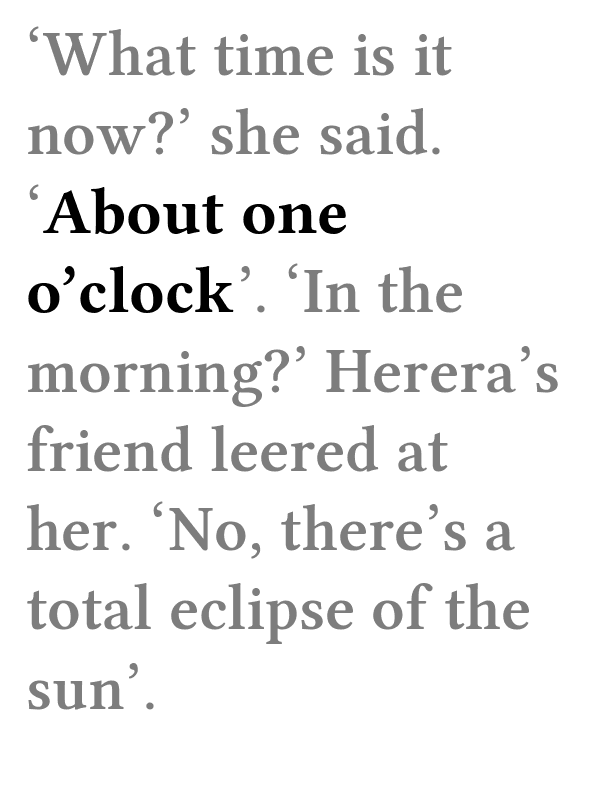 ‘What time is it
now?’ she said.
‘About one
o’clock’. ‘In the
morning?’ Herera’s
friend leered at
her. ‘No, there’s a
total eclipse of the
sun’.